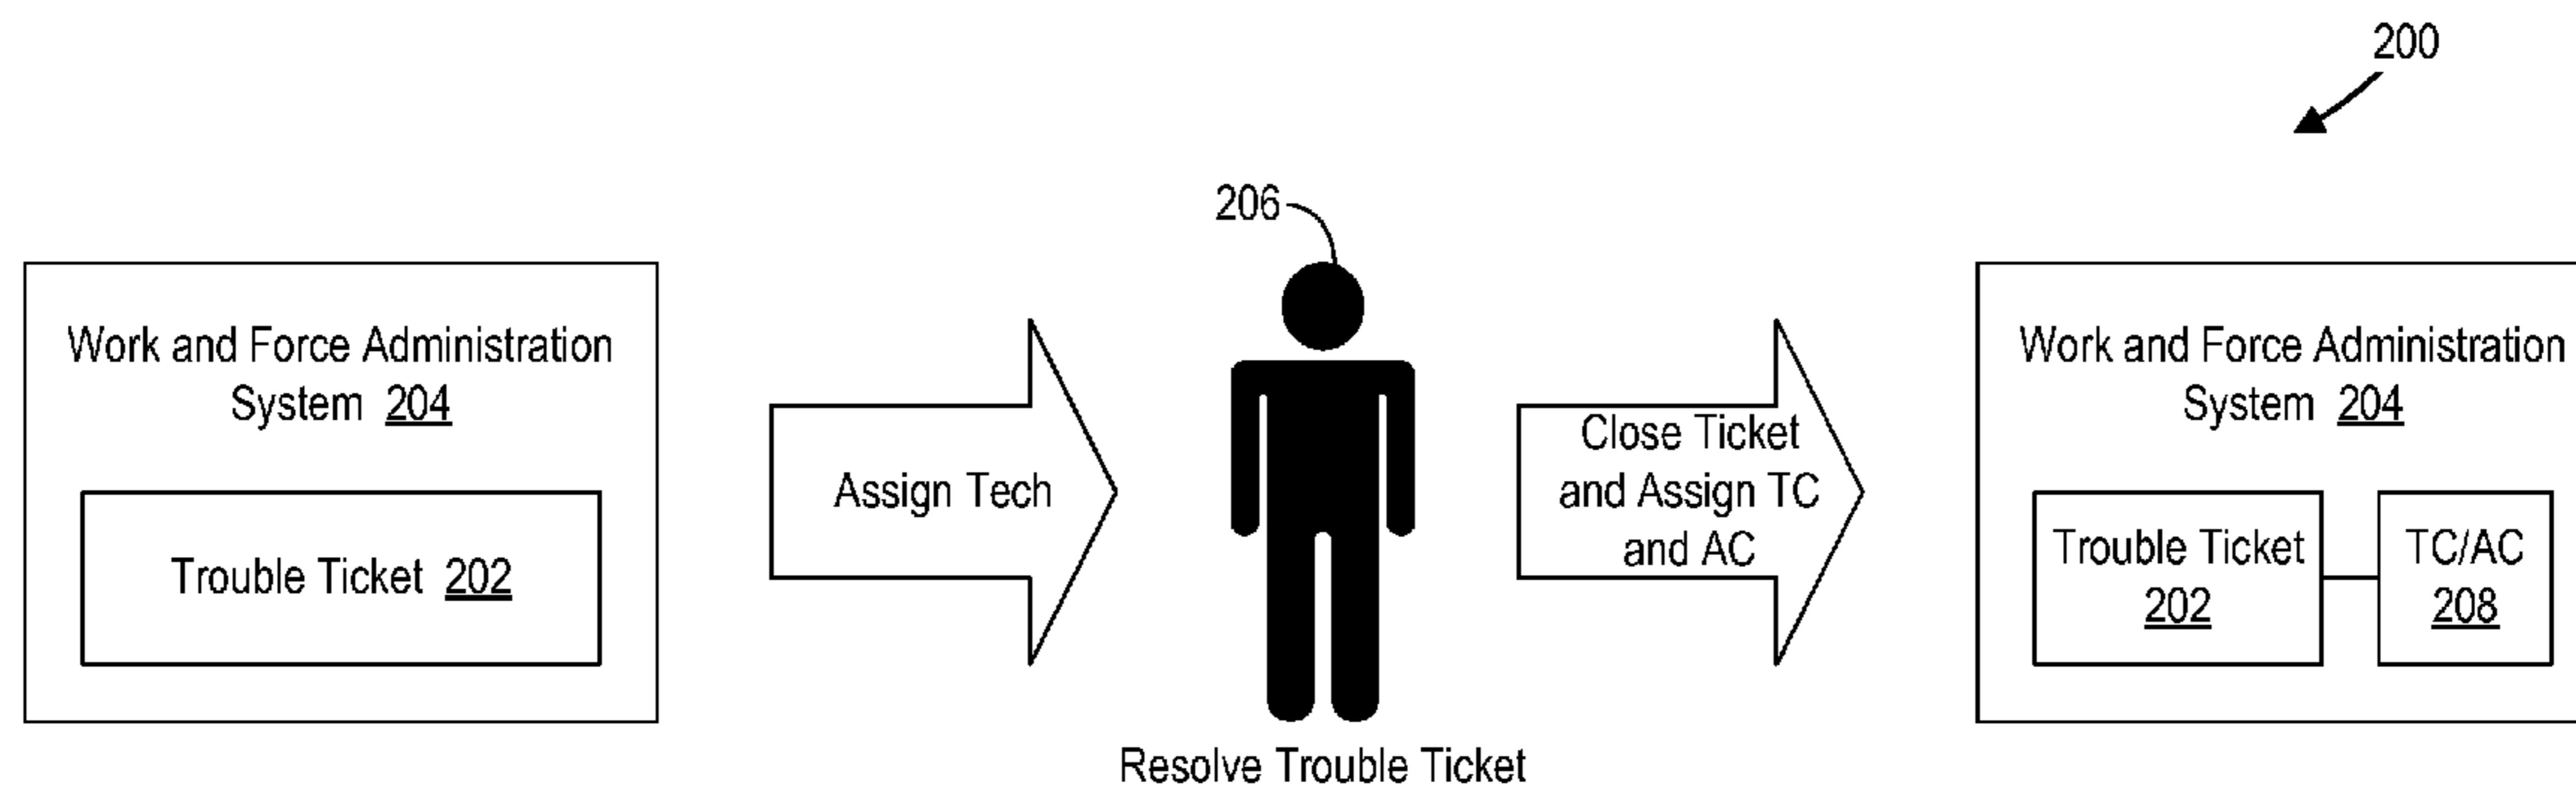 200
206
Work and Force Administration
System 204
Trouble Ticket 202
Assign Tech
Resolve Trouble Ticket
Close Ticket
and Assign TC
and AC
Work and Force Administration
System 204
Trouble Ticket
202
TC/AC
208